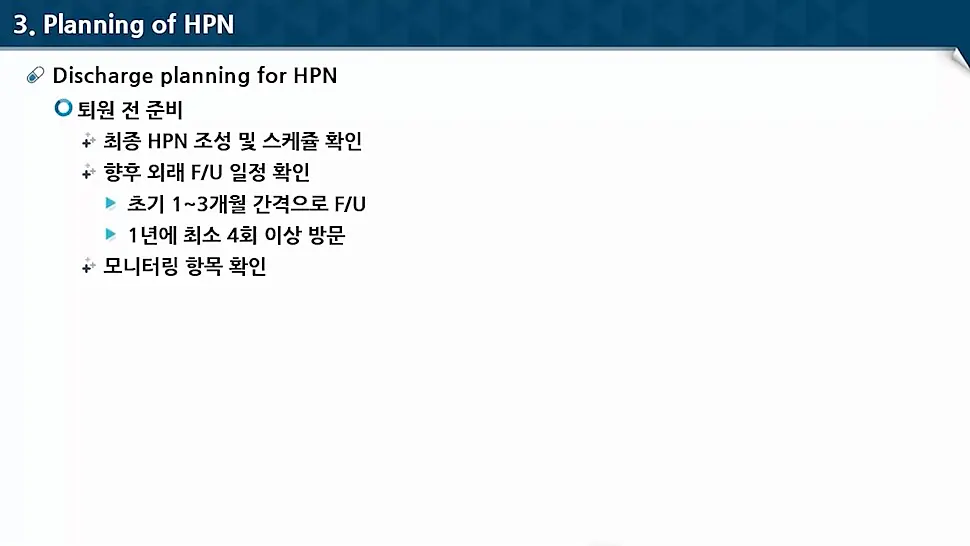 3. Planning of HPN
Discharge planning for HPN
퇴원 전 준비
최종 HPN 조성 및 스케쥴 확인
향후 외래 F/U 일정 확인
초기 1~3개월 간격으로 F/U
1년에 최소 4회 이상 방문
모니터링 항목 확인